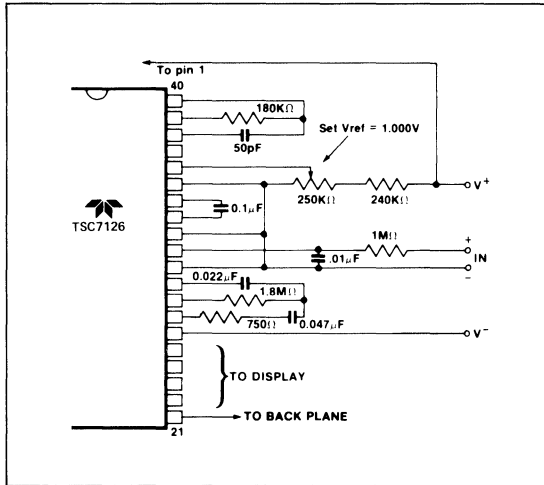 To pin 1
40
180KΩ
50pF
Set Vref = 1.000V
V+
250KΩ
240KΩ
TSC7126
0.1μF
1MΩ
+
.01μF
IN
−
0.022μF
1.8MΩ
750Ω
0.047μF
V−
TO DISPLAY
TO BACK PLANE
21